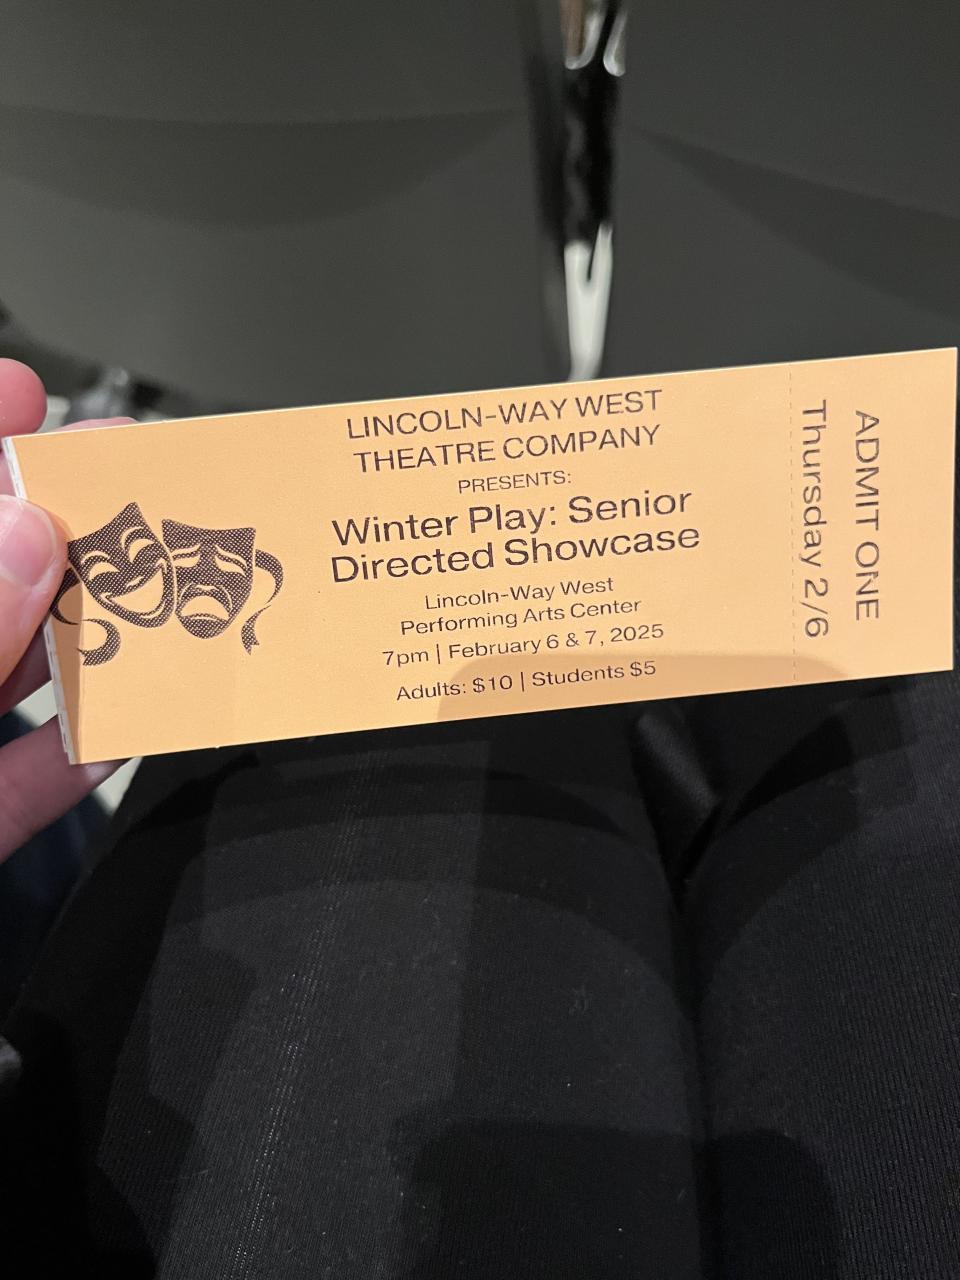 LINCOLN-WAY WEST
THEATRE COMPANY
PRESENTS:
Winter Play: Senior
Directed Showcase
Lincoln-Way West
Performing Arts Center
7pm | February 6 & 7, 2025
Adults: $10 | Students $5
ADMIT ONE
Thursday 2/6